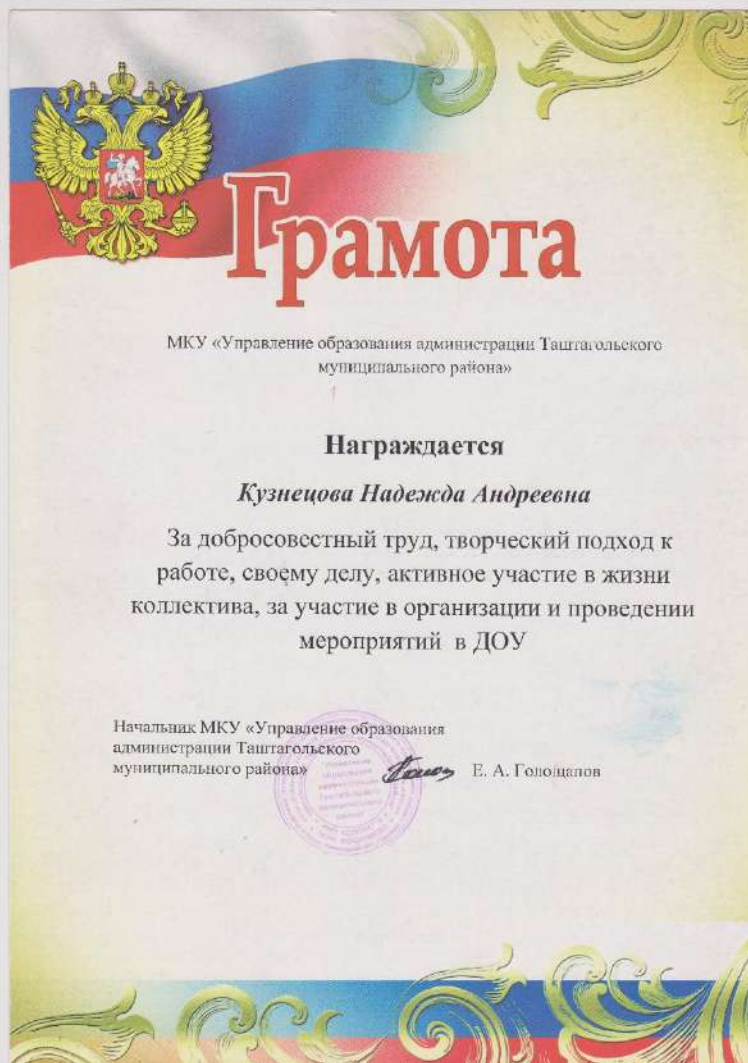 Грамота
МКУ «Управление образования администрации Таштагольского
муниципального района»
Награждается
Кузнецова Надежда Андреевна
За добросовестный труд, творческий подход к
работе, своему делу, активное участие в жизни
коллектива, за участие в организации и проведении
мероприятий в ДОУ
Начальник МКУ «Управление образования
администрации Таштагольского
муниципального района»
Е. А. Голощапов